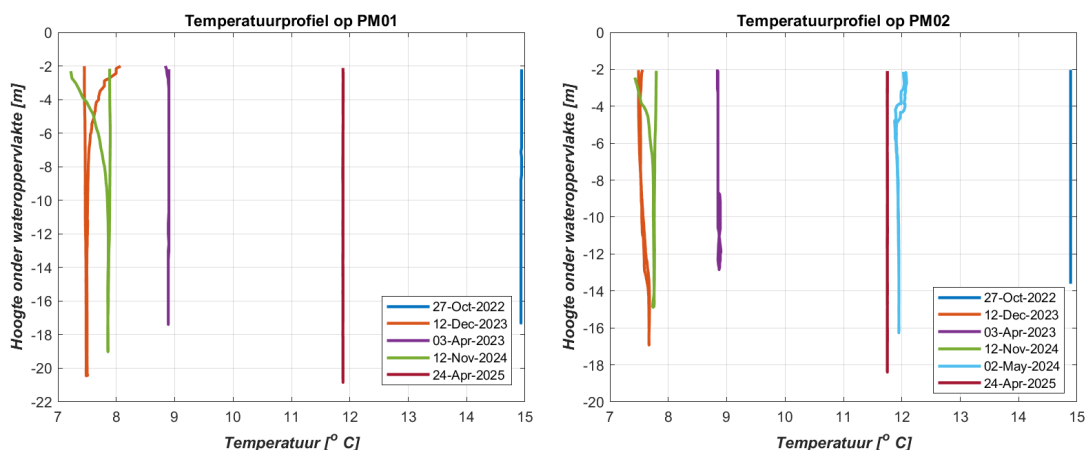 Temperatuurprofiel op PM01
Hoogte onder wateroppervlakte [m]
0
-2
-4
-6
-8
-10
-12
-14
-16
-18
-20
-22
7 8 9 10 11 12 13 14 15
Temperatuur [° C]
27-Oct-2022
12-Dec-2023
03-Apr-2023
12-Nov-2024
24-Apr-2025
Temperatuurprofiel op PM02
Hoogte onder wateroppervlakte [m]
0
-2
-4
-6
-8
-10
-12
-14
-16
-18
-20
7 8 9 10 11 12 13 14 15
Temperatuur [° C]
27-Oct-2022
12-Dec-2023
03-Apr-2023
12-Nov-2024
02-May-2024
24-Apr-2025